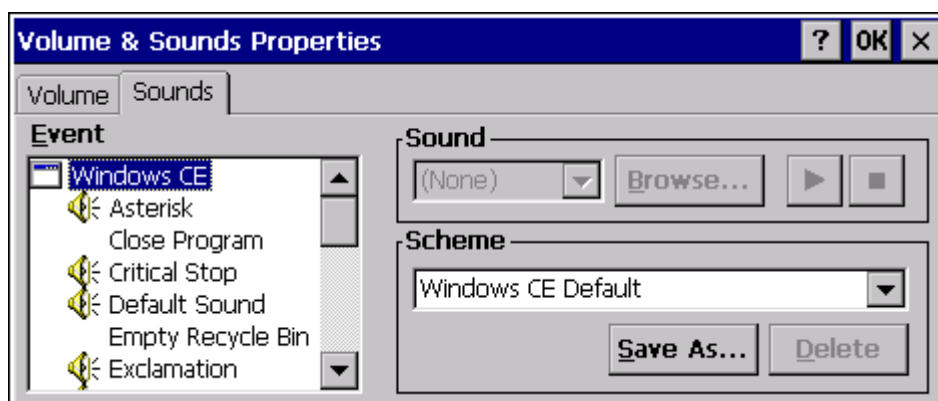 Volume & Sounds Properties ? OK ×
Volume Sounds
Event
Windows CE
Asterisk
Close Program
Critical Stop
Default Sound
Empty Recycle Bin
Exclamation
Sound
(None) Browse...
Scheme
Windows CE Default
Save As... Delete